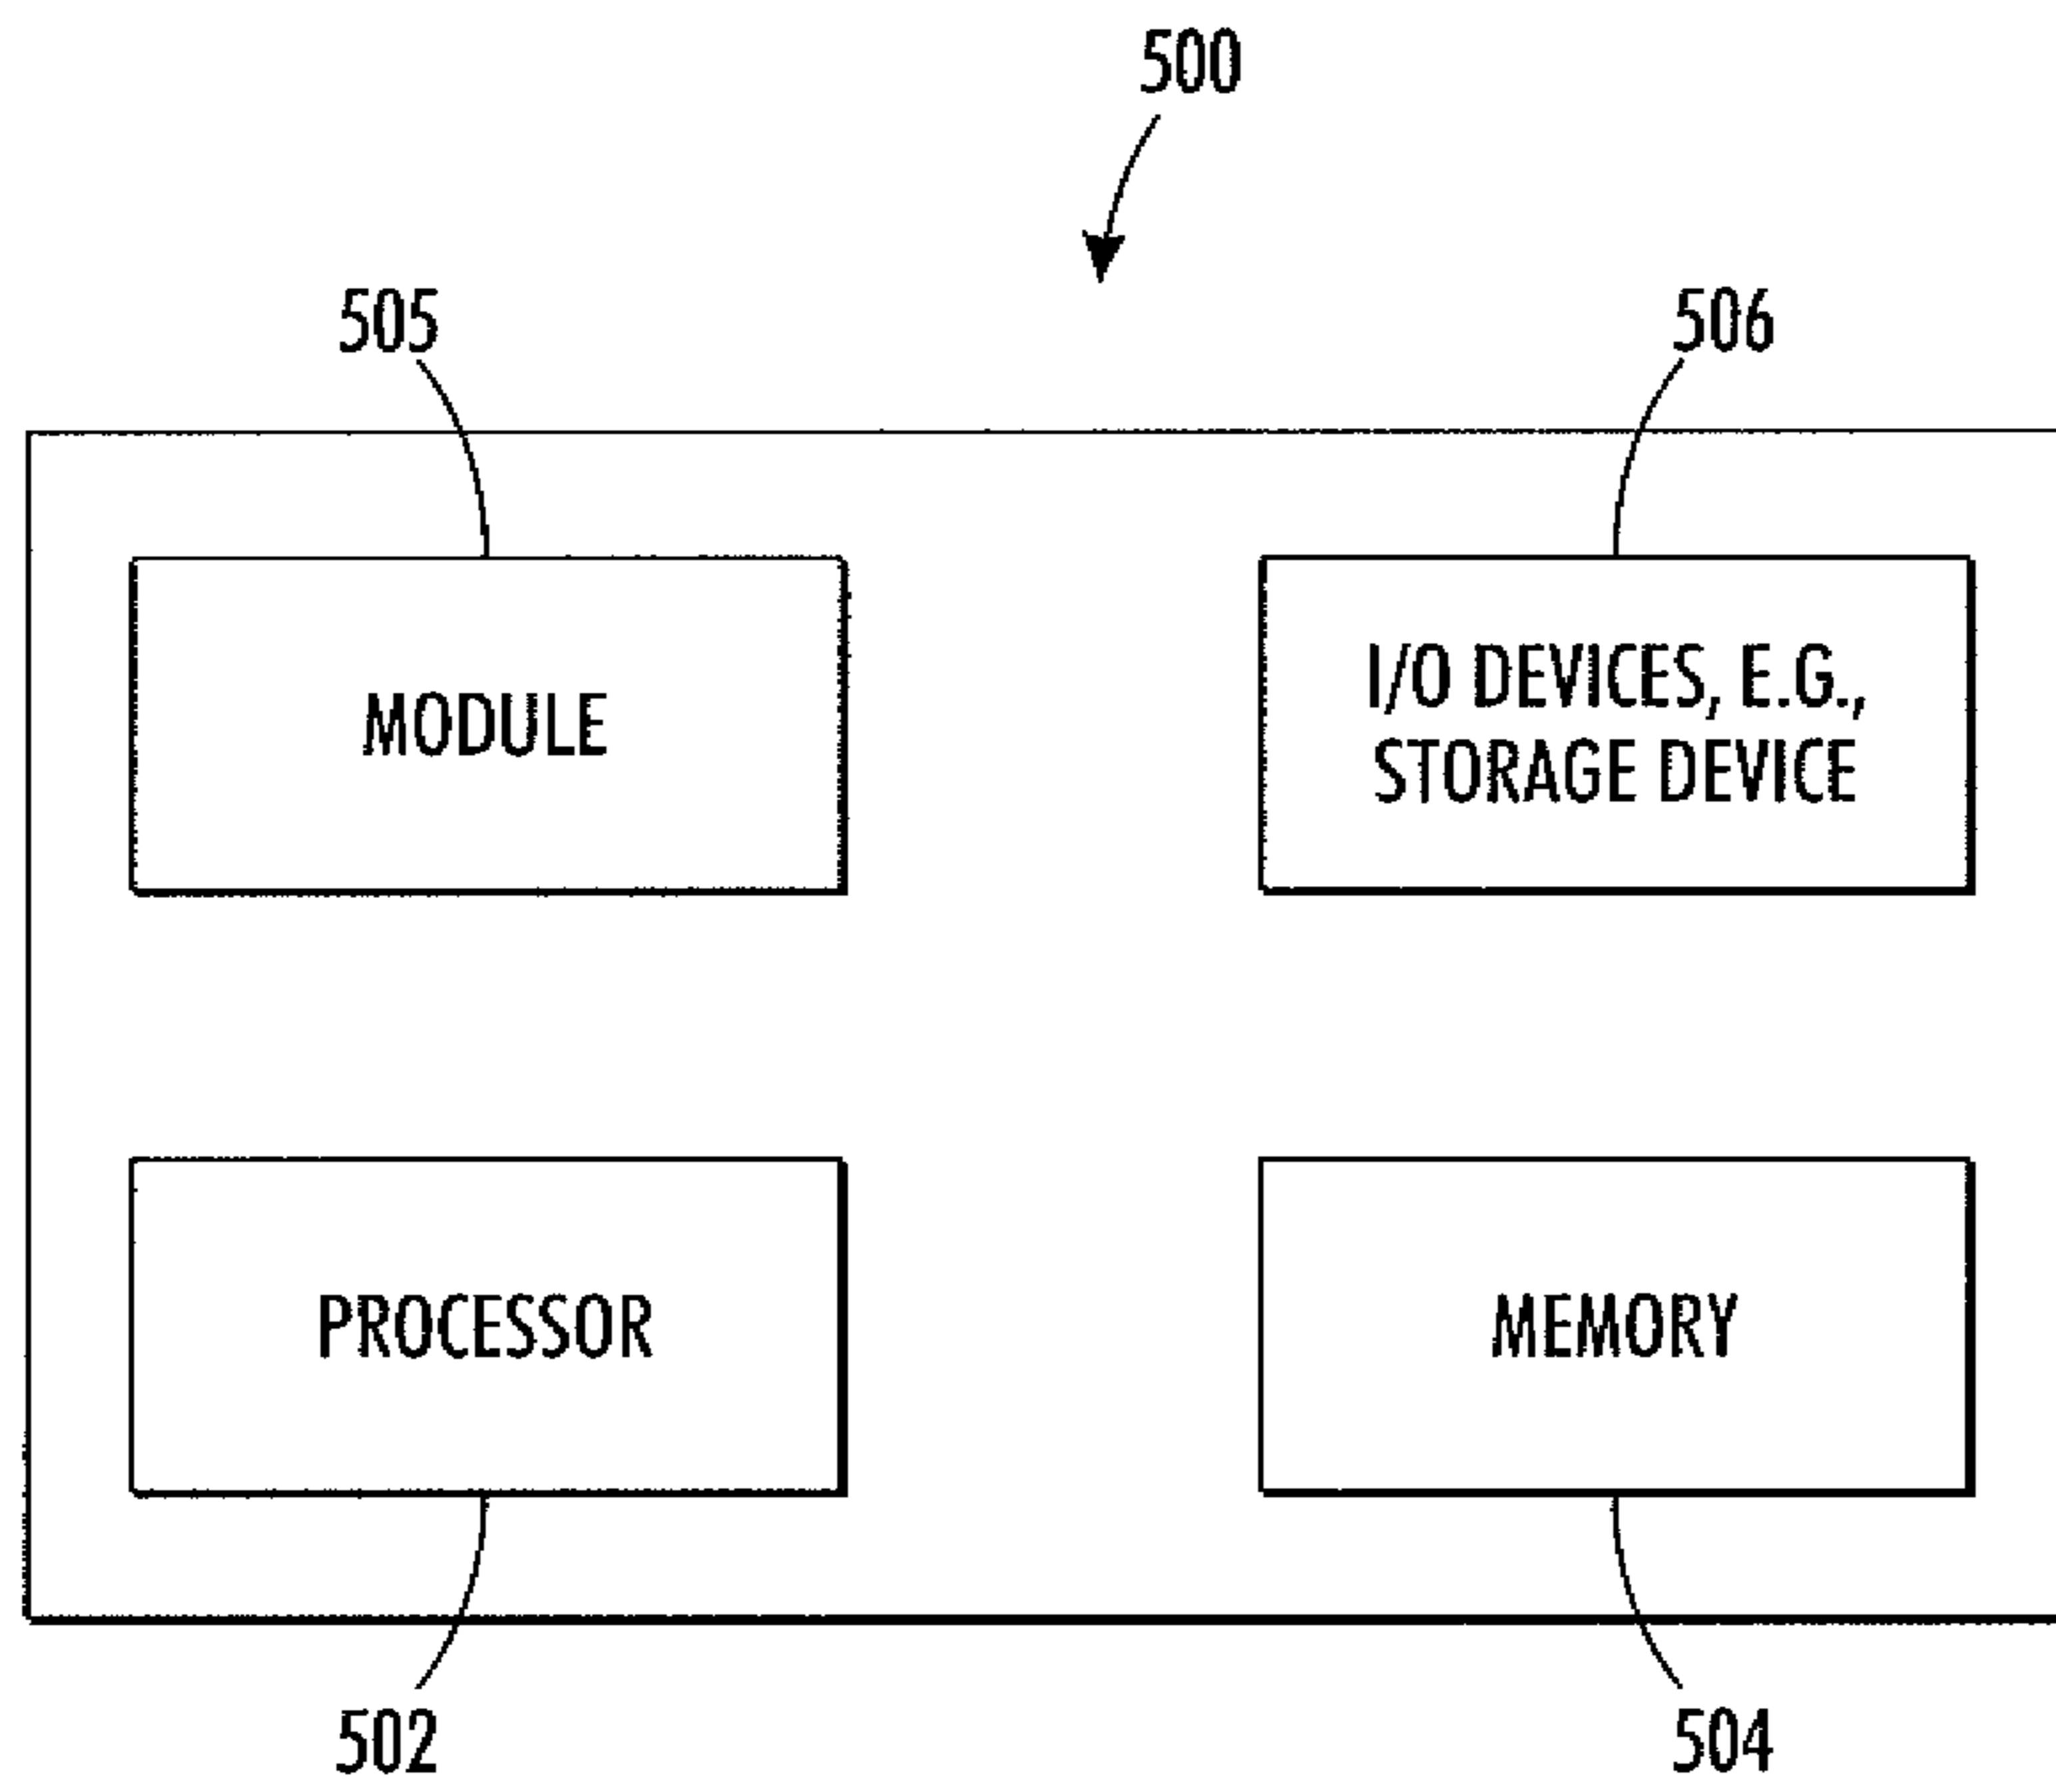 500
505
506
MODULE
I/O DEVICES, E.G.,
STORAGE DEVICE
PROCESSOR
MEMORY
502
504